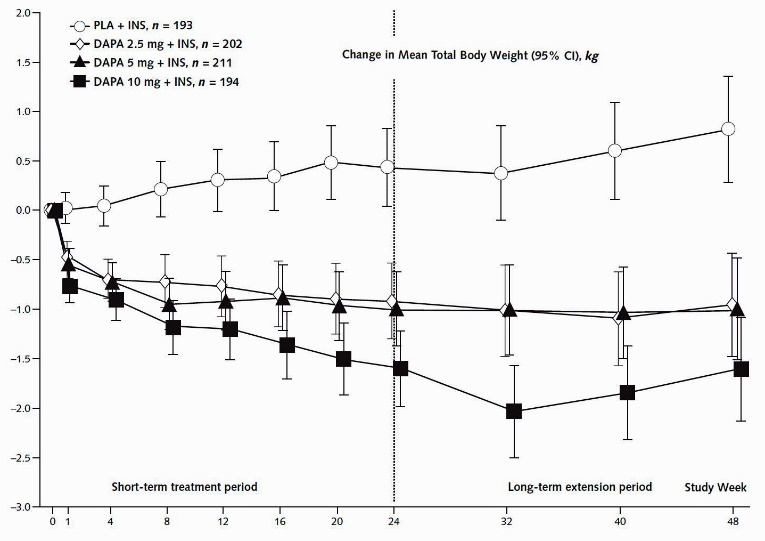 2.0
PLA + INS, n = 193
DAPA 2.5 mg + INS, n = 202
DAPA 5 mg + INS, n = 211
DAPA 10 mg + INS, n = 194
Change in Mean Total Body Weight (95% CI), kg
1.5
1.0
0.5
0.0
–0.5
–1.0
–1.5
–2.0
–2.5
–3.0
Short-term treatment period
Long-term extension period
Study Week
0 1 4 8 12 16 20 24 32 40 48